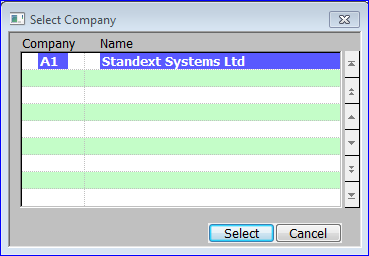 Select Company
Company Name
A1 Standext Systems Ltd
Select Cancel